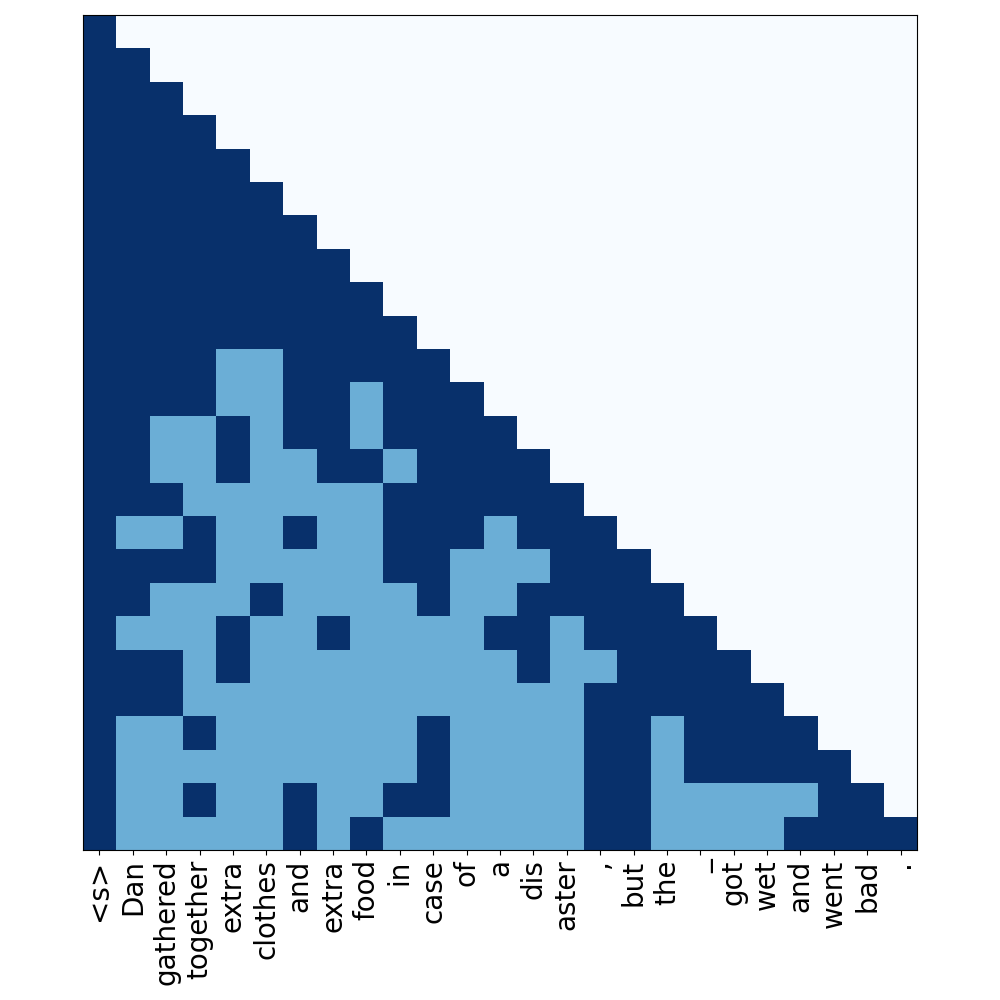 <s> Dan gathered together extra clothes and extra food in case of a dis aster , but the _ got wet and went bad .